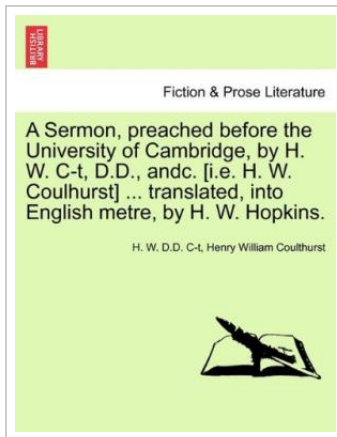 BRITISH
LIBRARY
Fiction & Prose Literature
A Sermon, preached before the
University of Cambridge, by H.
W. C-t, D.D., andc. [i.e. H. W.
Coulhurst] ... translated, into
English metre, by H. W. Hopkins.
H. W. D.D. C-t, Henry William Coulthurst